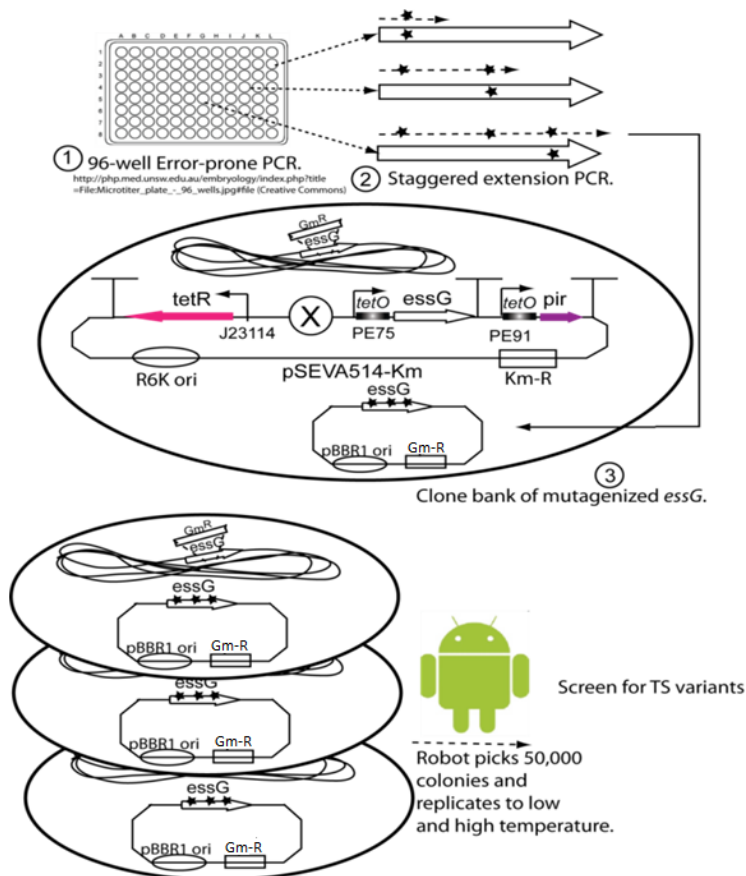 A B C D E F G H I J K L
1
2
3
4
5
6
7
8
1 96-well Error-prone PCR.
http://php.med.unsw.edu.au/embryology/index.php?title
=File:Microtiter_plate_-_96_wells.jpg#file (Creative Commons)
2 Staggered extension PCR.
GmR
essG
tetR
J23114
X
tetO
essG
PE75
tetO
pir
PE91
R6K ori
pSEVA514-Km
Km-R
essG
pBBR1 ori
Gm-R
3
Clone bank of mutagenized essG.
GmR
essG
essG
pBBR1 ori
Gm-R
essG
pBBR1 ori
Gm-R
essG
pBBR1 ori
Gm-R
Screen for TS variants
Robot picks 50,000
colonies and
replicates to low
and high temperature.